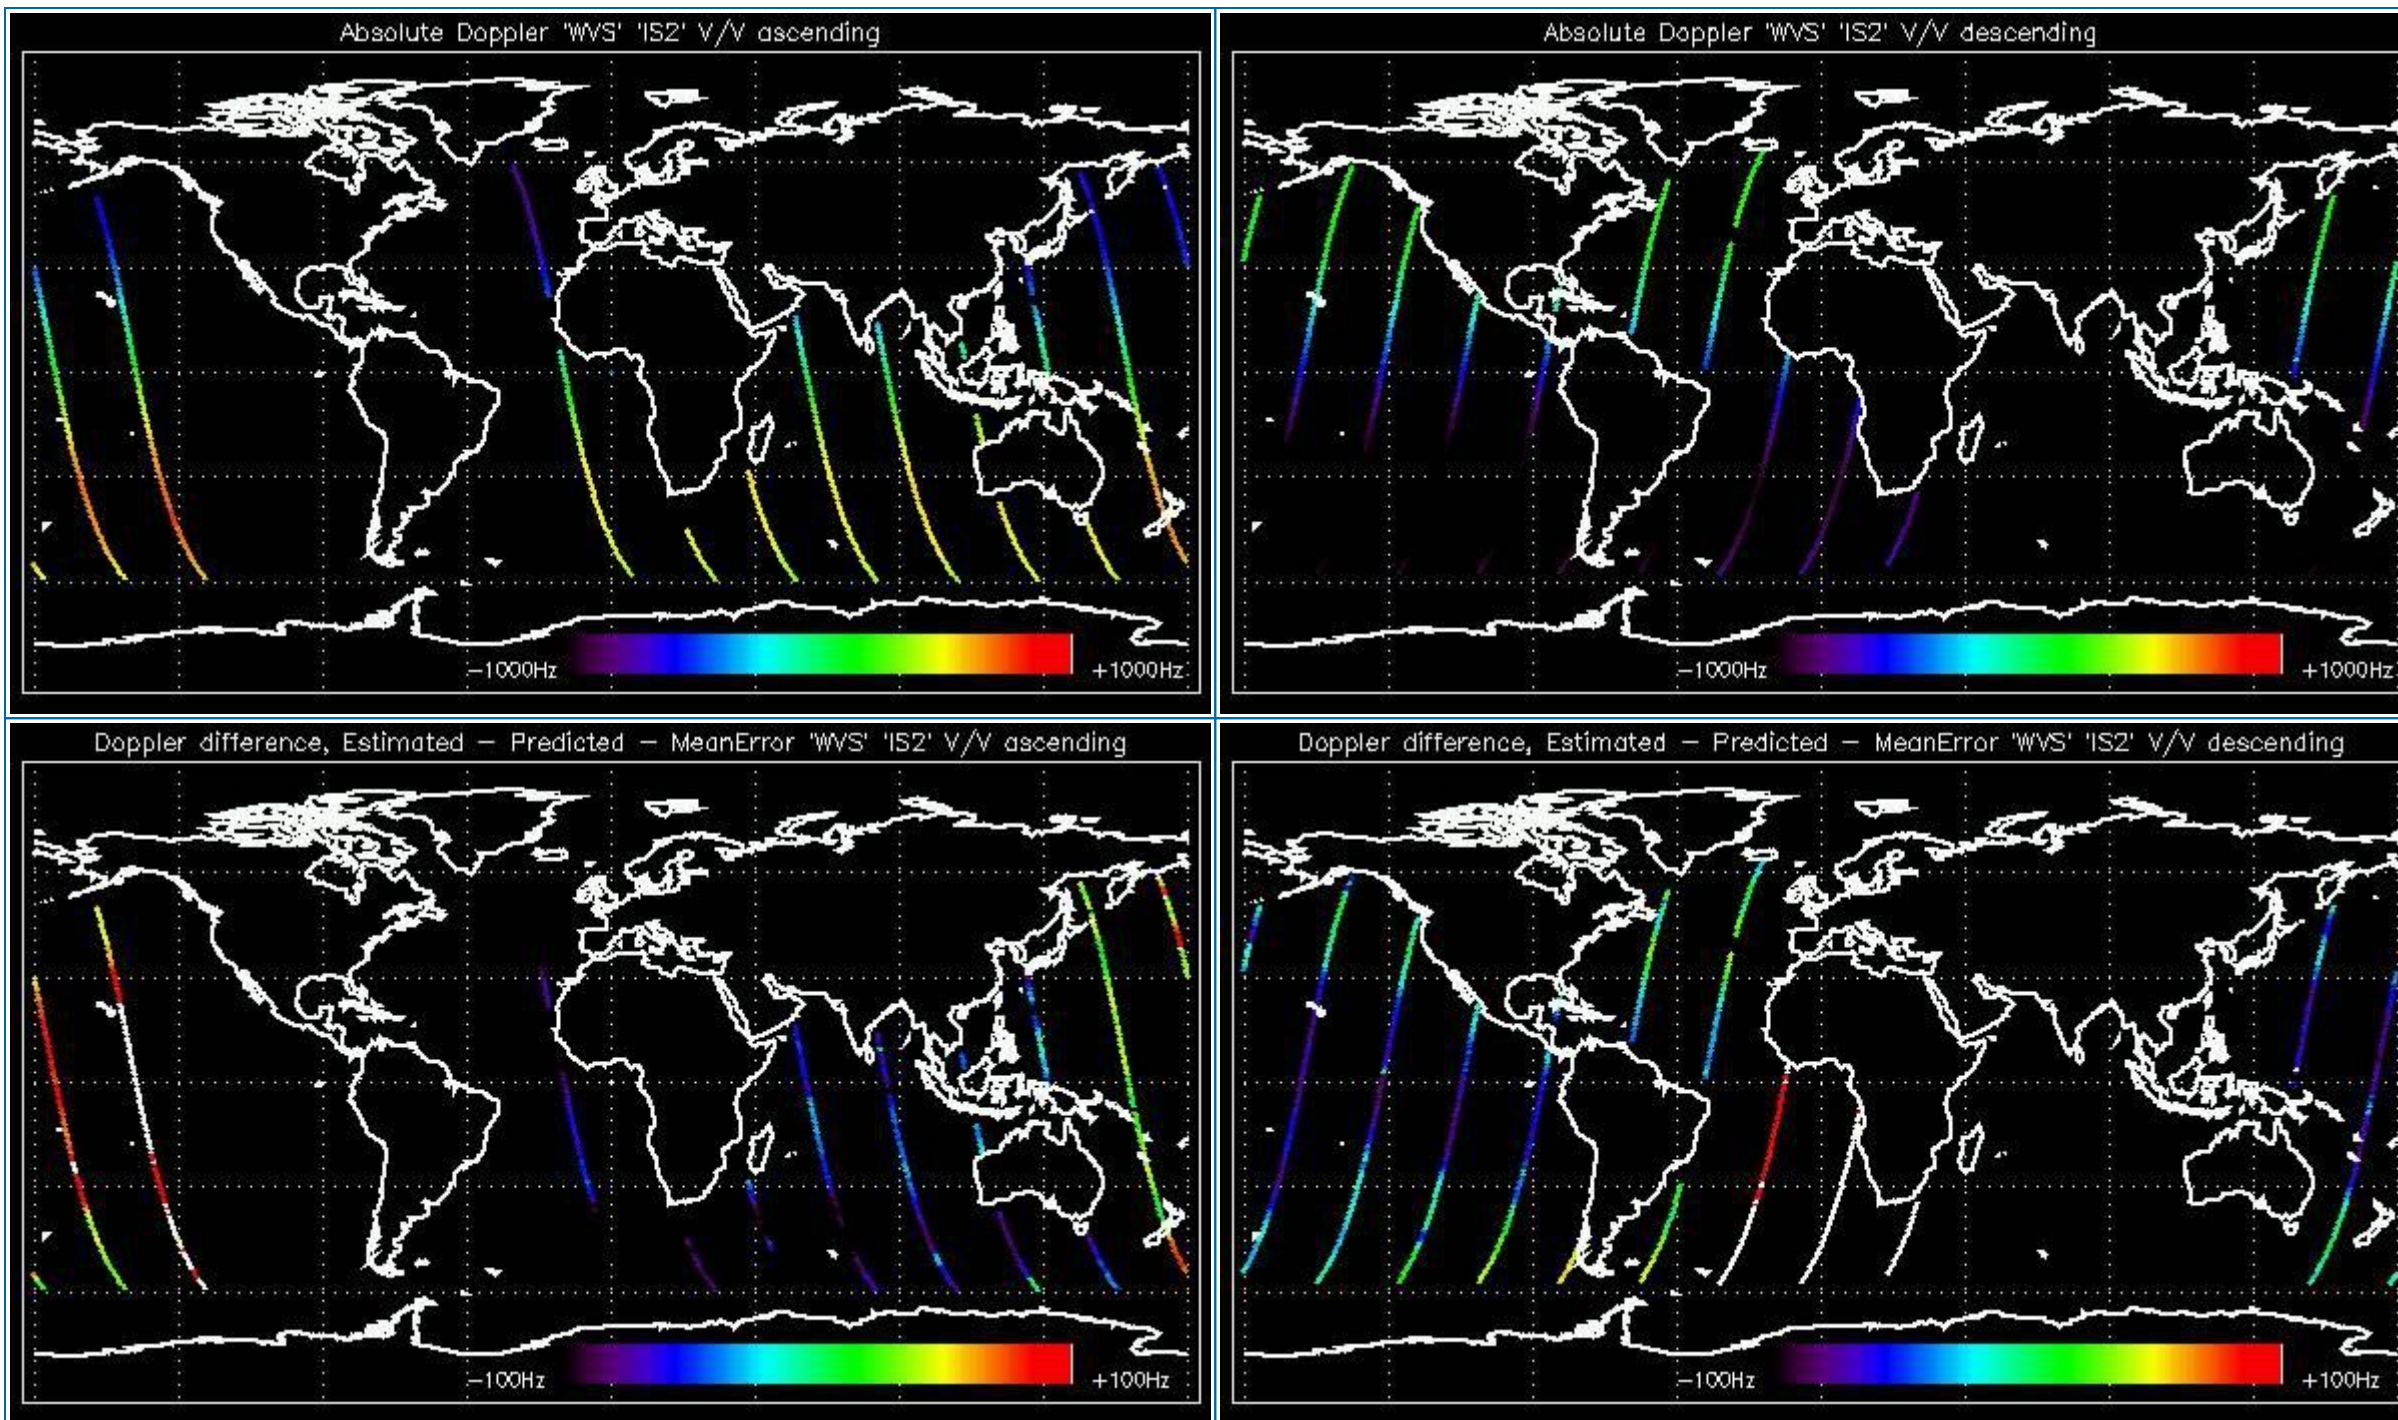 Absolute Doppler 'WVS' 'IS2' V/V ascending
-1000Hz
+1000Hz
Absolute Doppler 'WVS' 'IS2' V/V descending
-1000Hz
+1000Hz
Doppler difference, Estimated - Predicted - MeanError 'WVS' 'IS2' V/V ascending
-100Hz
+100Hz
Doppler difference, Estimated - Predicted - MeanError 'WVS' 'IS2' V/V descending
-100Hz
+100Hz